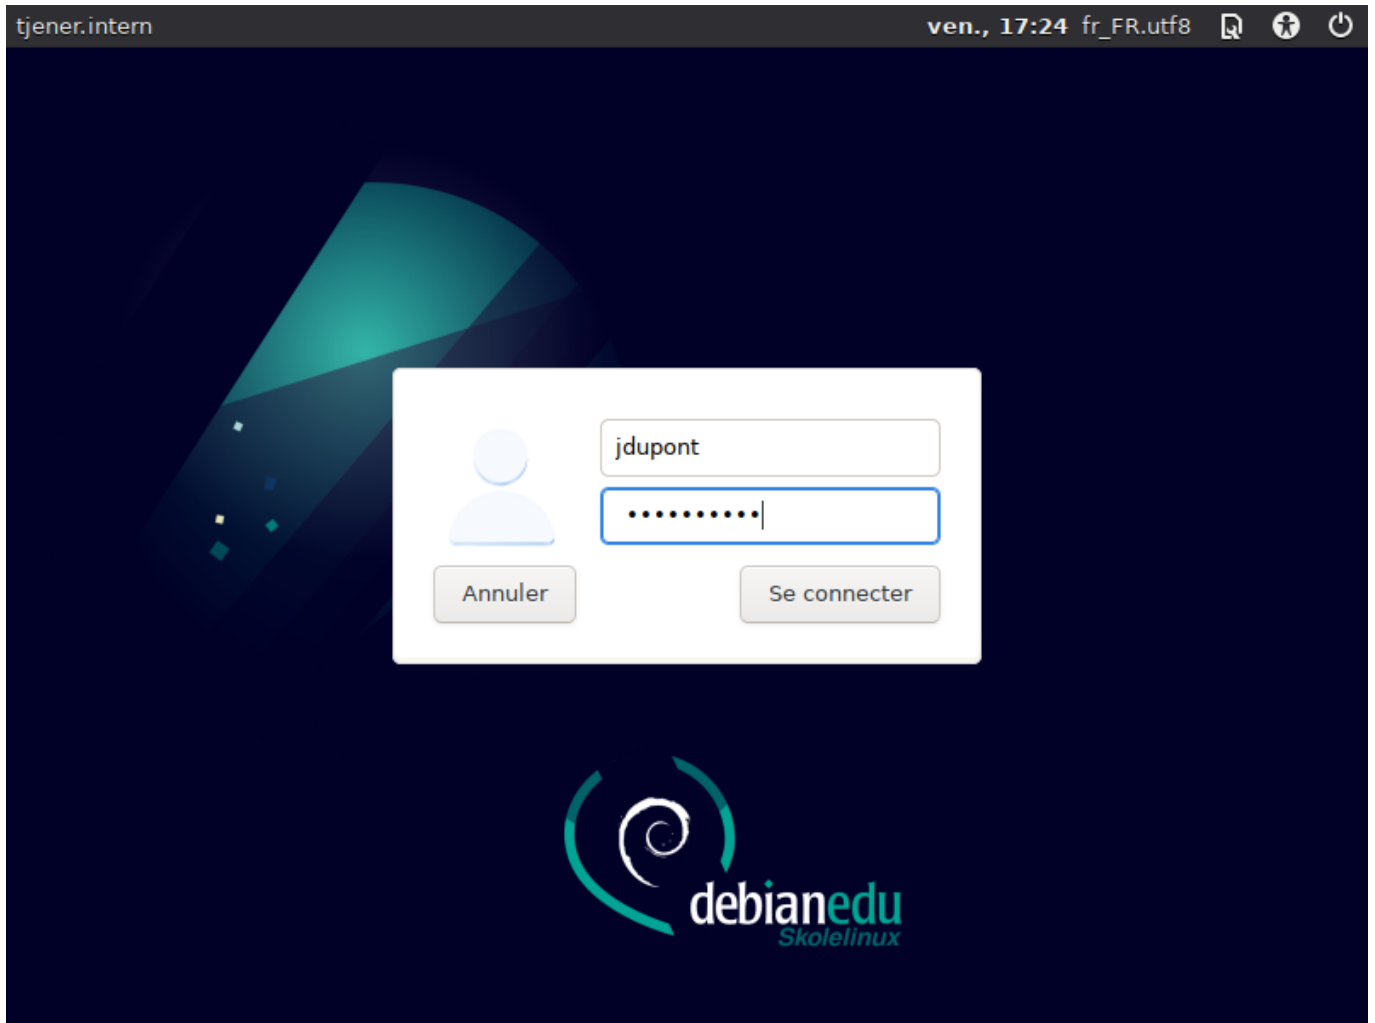 tjener.intern
ven., 17:24 fr_FR.utf8
jdupont
••••••••••
Annuler
Se connecter
debianedu
Skolelinux